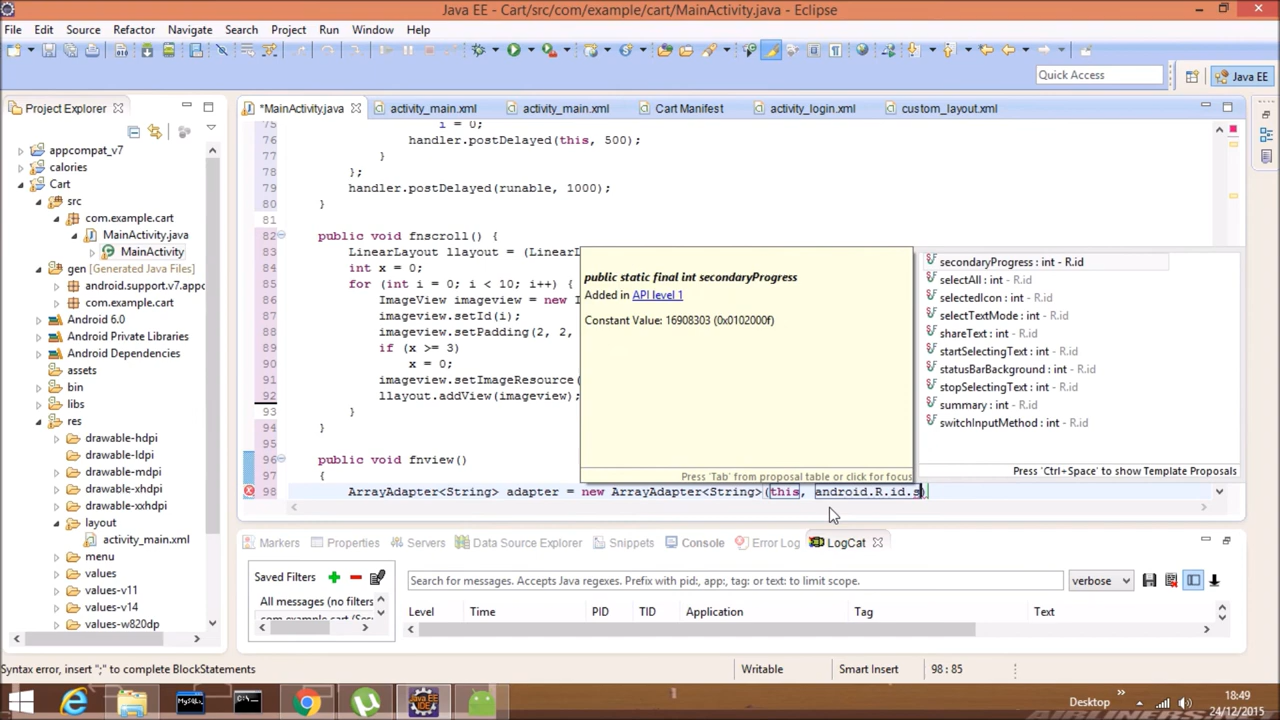 Java EE - Cart/src/com/example/cart/MainActivity.java - Eclipse
File Edit Source Refactor Navigate Search Project Run Window Help
Quick Access
Java EE
Project Explorer
*MainActivity.java
activity_main.xml
activity_main.xml
Cart Manifest
activity_login.xml
custom_layout.xml
appcompat_v7
calories
Cart
src
com.example.cart
MainActivity.java
MainActivity
gen [Generated Java Files]
android.support.v7.appc
com.example.cart
Android 6.0
Android Private Libraries
Android Dependencies
assets
bin
libs
res
drawable-hdpi
drawable-ldpi
drawable-mdpi
drawable-xhdpi
drawable-xxhdpi
layout
activity_main.xml
menu
values
values-v11
values-v14
values-w820dp
75 i = 0;
76 handler.postDelayed(this, 500);
77 }
78 };
79 handler.postDelayed(runable, 1000);
80 }
81
82 public void fnscroll() {
83 LinearLayout llayout = (LinearL
84 int x = 0;
85 for (int i = 0; i < 10; i++) {
86 ImageView imageview = new I
87 imageview.setId(i);
88 imageview.setPadding(2, 2,
89 if (x >= 3)
90 x = 0;
91 imageview.setImageResource(
92 llayout.addView(imageview);
93 }
94 }
95
96 public void fnview()
97 {
98 ArrayAdapter<String> adapter = new ArrayAdapter<String>(this, android.R.id.s)
public static final int secondaryProgress
Added in API level 1
Constant Value: 16908303 (0x0102000f)
Press 'Tab' from proposal table or click for focus
secondaryProgress : int - R.id
selectAll : int - R.id
selectedIcon : int - R.id
selectTextMode : int - R.id
shareText : int - R.id
startSelectingText : int - R.id
statusBarBackground : int - R.id
stopSelectingText : int - R.id
summary : int - R.id
switchInputMethod : int - R.id
Press 'Ctrl+Space' to show Template Proposals
Markers
Properties
Servers
Data Source Explorer
Snippets
Console
Error Log
LogCat
Saved Filters
All messages (no filters
Search for messages. Accepts Java regexes. Prefix with pid:, app:, tag: or text: to limit scope.
verbose
Level Time PID TID Application Tag Text
Syntax error, insert ";" to complete BlockStatements
Writable
Smart Insert
98 : 85
Desktop
18:49
24/12/2015